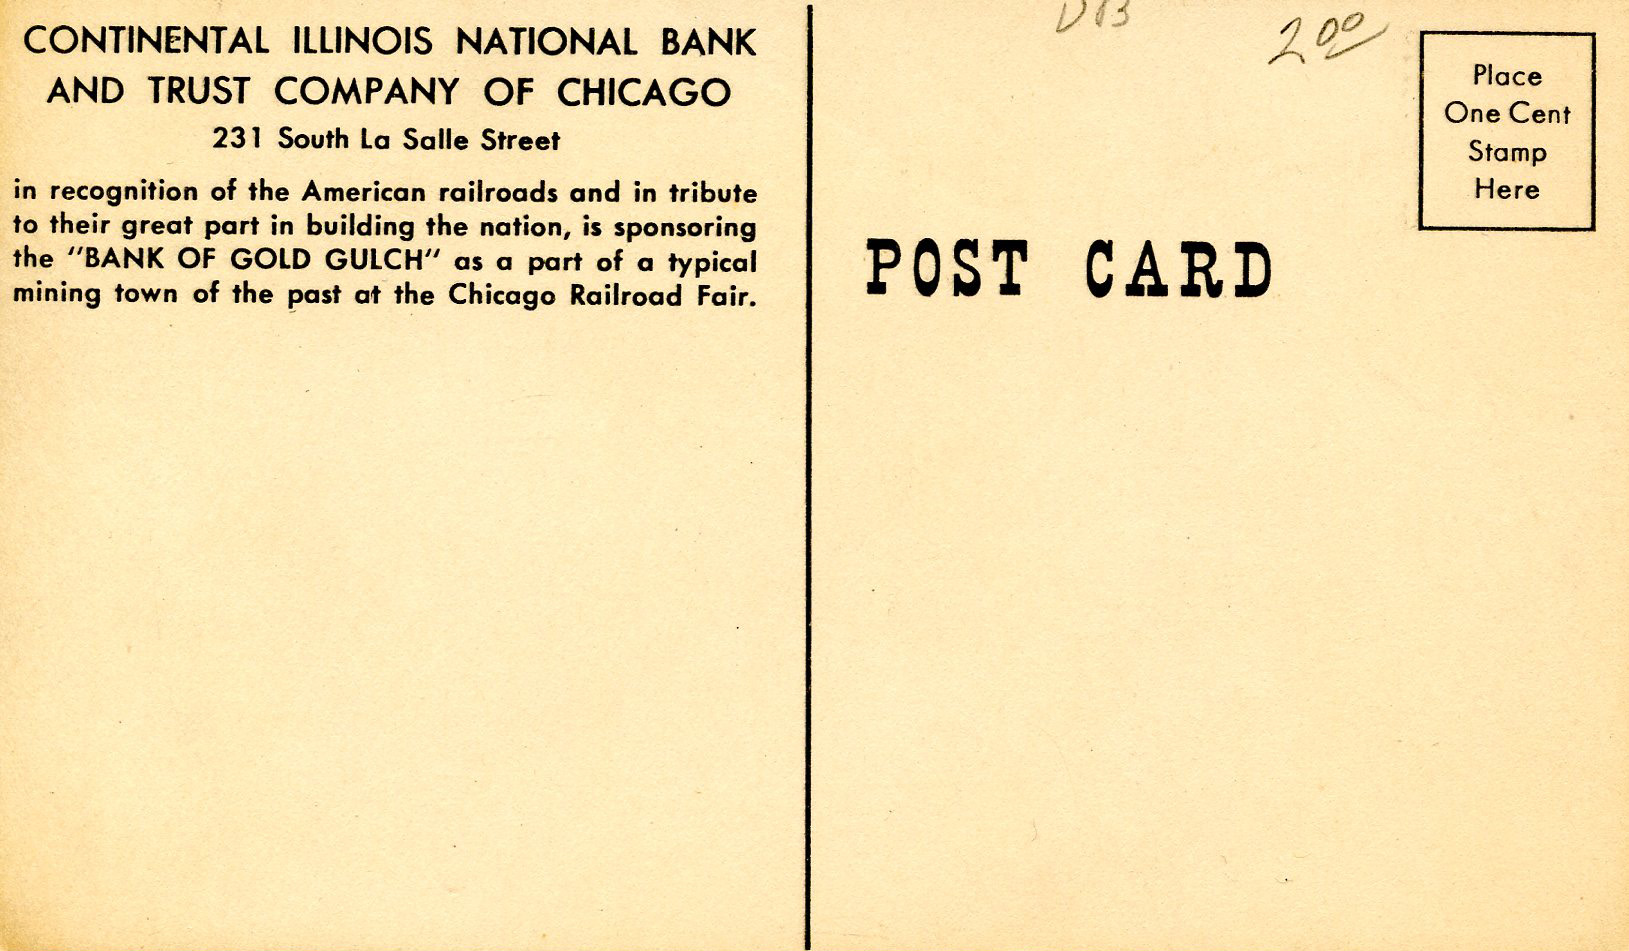 CONTINENTAL ILLINOIS NATIONAL BANK
AND TRUST COMPANY OF CHICAGO
231 South La Salle Street
in recognition of the American railroads and in tribute
to their great part in building the nation, is sponsoring
the "BANK OF GOLD GULCH" as a part of a typical
mining town of the past at the Chicago Railroad Fair.
2 00
Place
One Cent
Stamp
Here
POST CARD